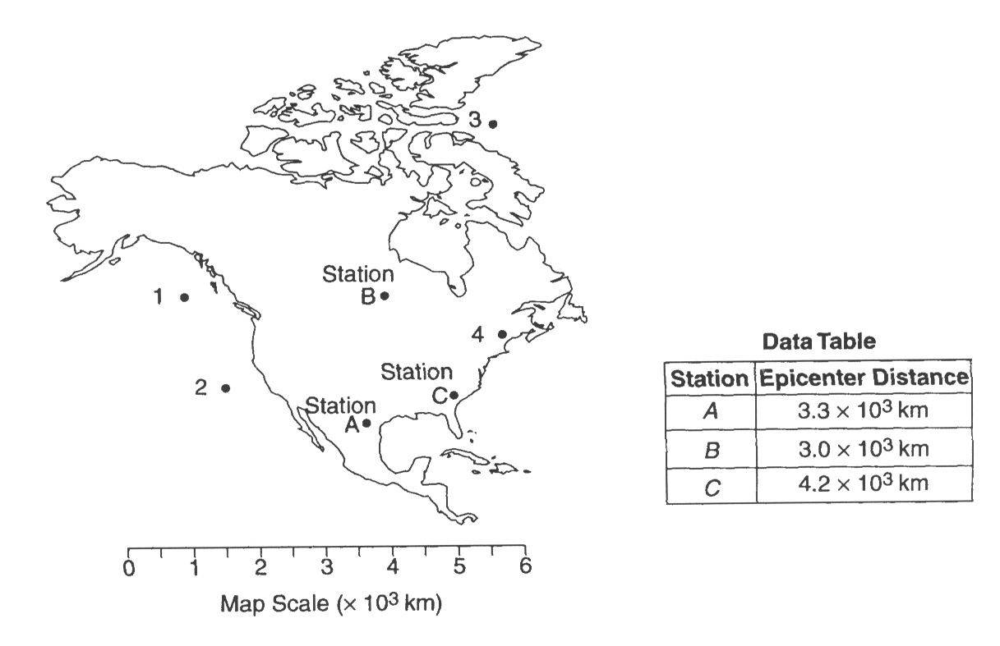 3
Station
B
1
4
Station
C
2
Station
A
0 1 2 3 4 5 6
Map Scale (× 10³ km)
Data Table
Station Epicenter Distance
A 3.3 × 10³ km
B 3.0 × 10³ km
C 4.2 × 10³ km